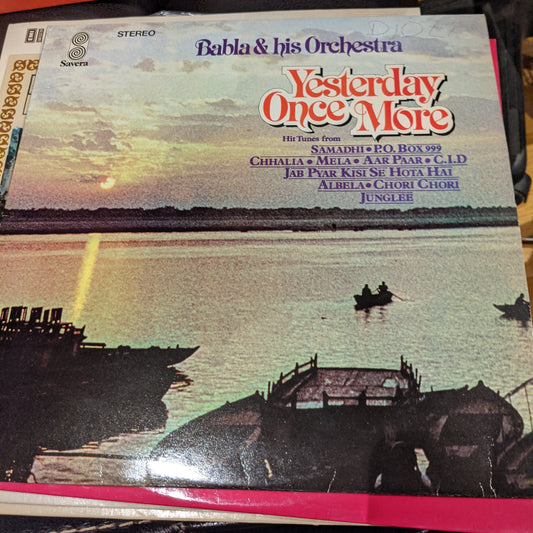 Savera
STEREO
Babla & his Orchestra
Yesterday
Once More
Hit Tunes from
SAMADHI • P.O. BOX 999
CHHALIA • MELA • AAR PAAR • C.I.D
JAB PYAR KISI SE HOTA HAI
ALBELA • CHORI CHORI
JUNGLEE